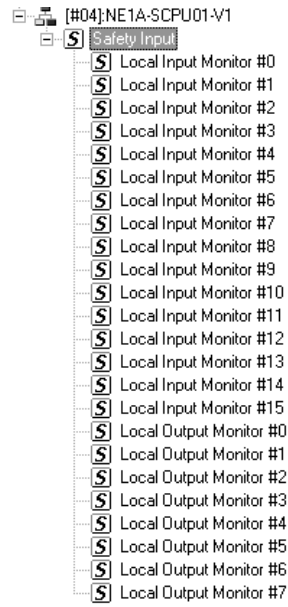 [#04]:NE1A-SCPU01-V1
S Safety Input
S Local Input Monitor #0
S Local Input Monitor #1
S Local Input Monitor #2
S Local Input Monitor #3
S Local Input Monitor #4
S Local Input Monitor #5
S Local Input Monitor #6
S Local Input Monitor #7
S Local Input Monitor #8
S Local Input Monitor #9
S Local Input Monitor #10
S Local Input Monitor #11
S Local Input Monitor #12
S Local Input Monitor #13
S Local Input Monitor #14
S Local Input Monitor #15
S Local Output Monitor #0
S Local Output Monitor #1
S Local Output Monitor #2
S Local Output Monitor #3
S Local Output Monitor #4
S Local Output Monitor #5
S Local Output Monitor #6
S Local Output Monitor #7